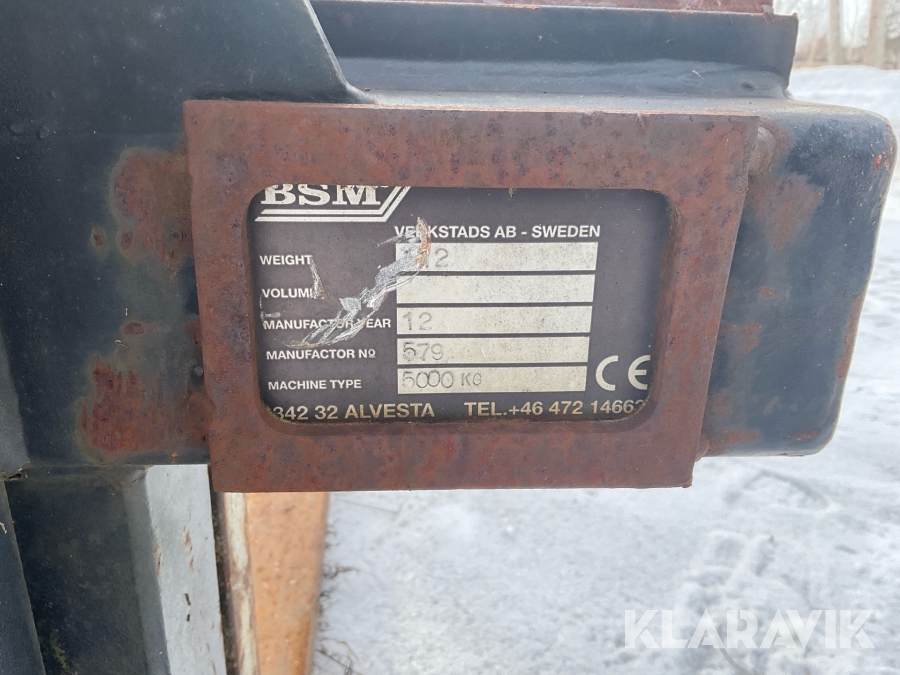 BSM
VERKSTADS AB - SWEDEN
WEIGHT
VOLUME
MANUFACTOR YEAR 12
MANUFACTOR No 579
MACHINE TYPE 5000 KG
CE
342 32 ALVESTA TEL.+46 472 14663
KLARAVIK